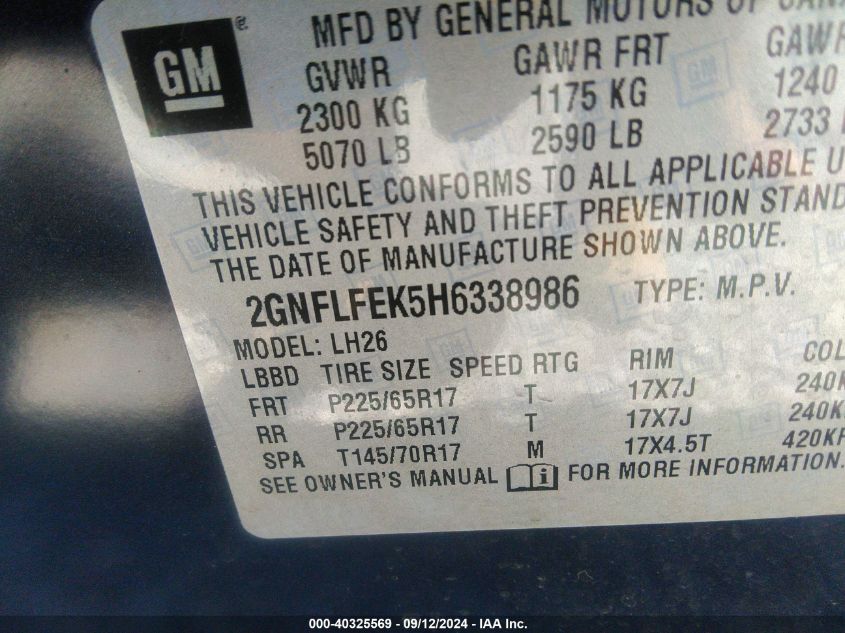 GM ®
MFD BY GENERAL MOTORS OF
GVWR GAWR FRT GAWR
2300 KG 1175 KG 1240
5070 LB 2590 LB 2733
THIS VEHICLE CONFORMS TO ALL APPLICABLE U
VEHICLE SAFETY AND THEFT PREVENTION STAND
THE DATE OF MANUFACTURE SHOWN ABOVE.
2GNFLFEK5H6338986 TYPE: M.P.V.
MODEL: LH26
LBBD TIRE SIZE SPEED RTG RIM COL
FRT P225/65R17 T 17X7J 240K
RR P225/65R17 T 17X7J 240K
SPA T145/70R17 M 17X4.5T 420KP
SEE OWNER'S MANUAL i FOR MORE INFORMATION.
000-40325569 - 09/12/2024 - IAA Inc.